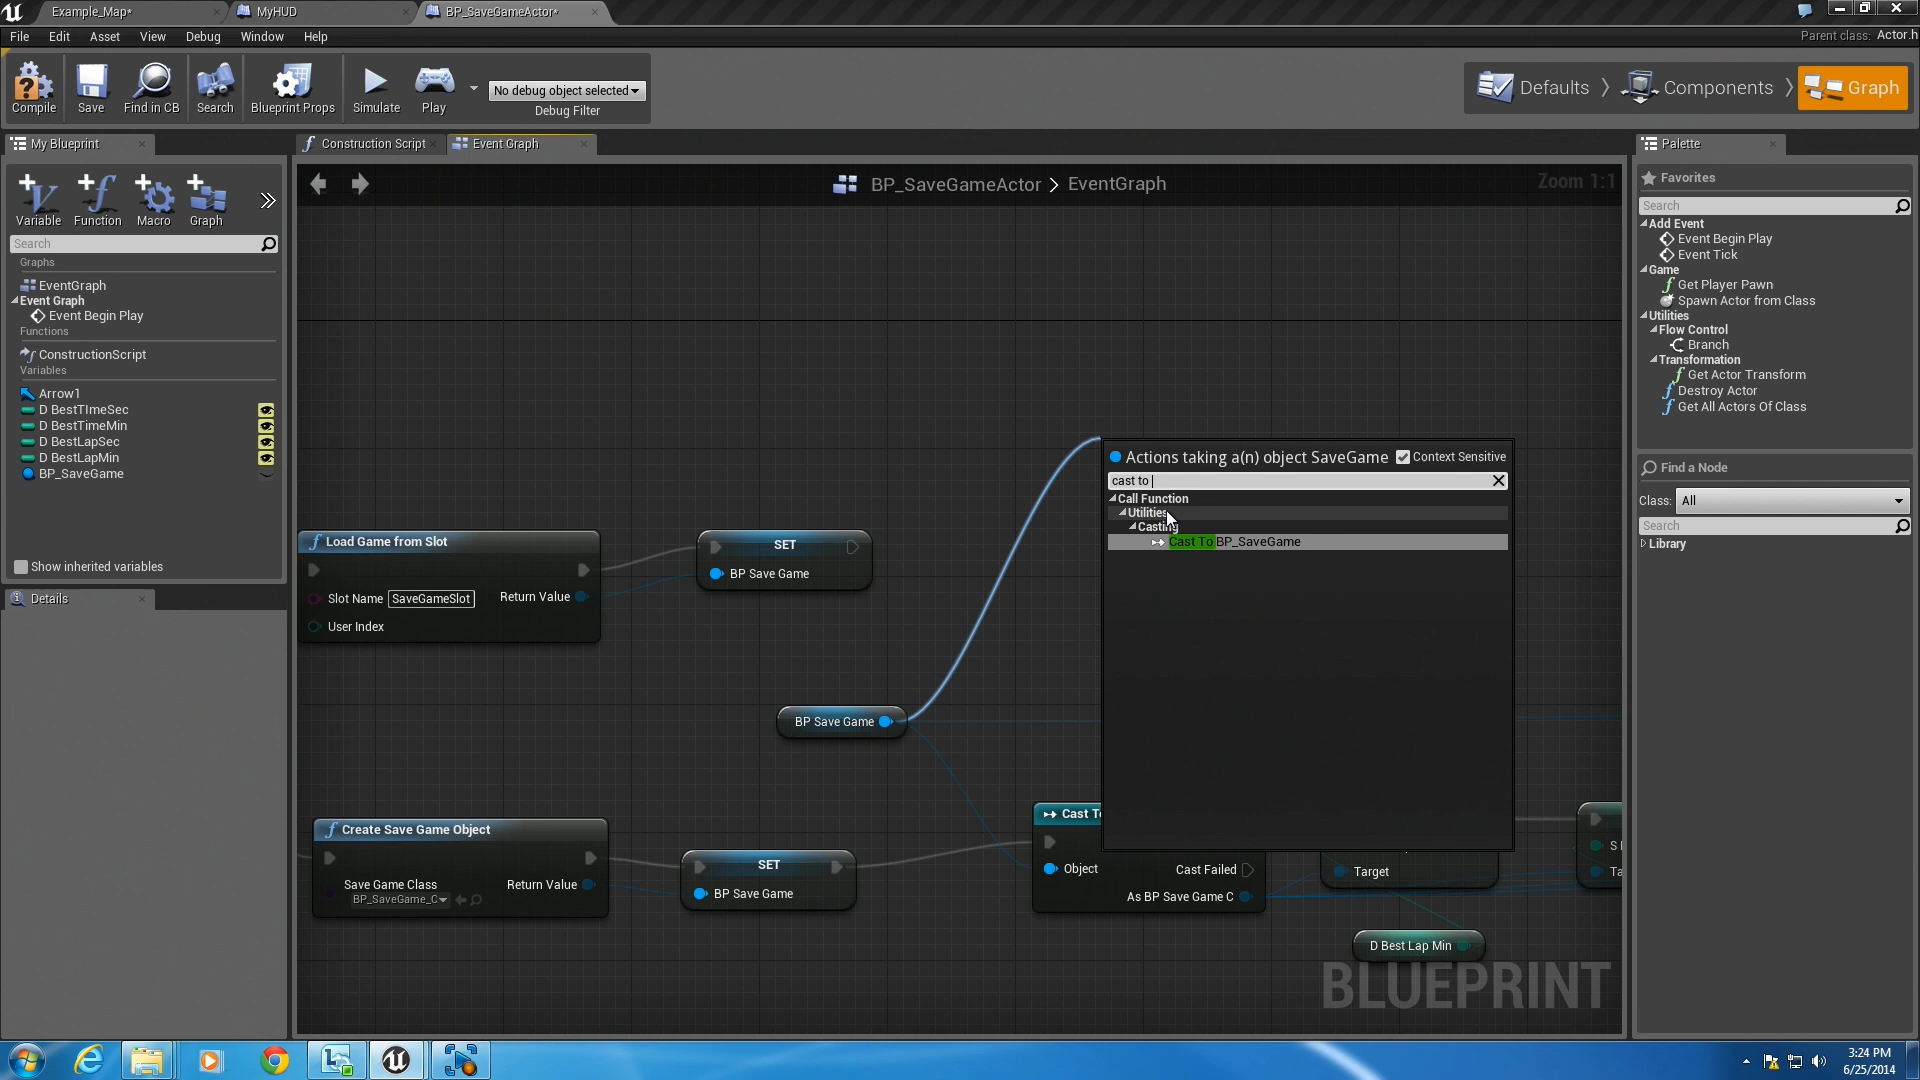 Example_Map*
MyHUD
BP_SaveGameActor*
File Edit Asset View Debug Window Help
Parent class: Actor.h
Compile
Save
Find in CB
Search
Blueprint Props
Simulate
Play
No debug object selected
Debug Filter
Defaults
Components
Graph
My Blueprint
Construction Script
Event Graph
Palette
Variable
Function
Macro
Graph
Search
Graphs
EventGraph
Event Graph
Event Begin Play
Functions
ConstructionScript
Variables
Arrow1
D BestTImeSec
D BestTimeMin
D BestLapSec
D BestLapMin
BP_SaveGame
Show inherited variables
Details
BP_SaveGameActor > EventGraph
Zoom 1:1
Load Game from Slot
Slot Name SaveGameSlot
Return Value
User Index
SET
BP Save Game
BP Save Game
Create Save Game Object
Save Game Class
BP_SaveGame_C
Return Value
SET
BP Save Game
Actions taking a(n) object SaveGame
Context Sensitive
cast to
Call Function
Utilities
Casting
Cast To BP_SaveGame
Cast To
Object
Cast Failed
As BP Save Game C
Target
D Best Lap Min
BLUEPRINT
Favorites
Search
Add Event
Event Begin Play
Event Tick
Game
Get Player Pawn
Spawn Actor from Class
Utilities
Flow Control
Branch
Transformation
Get Actor Transform
Destroy Actor
Get All Actors Of Class
Find a Node
Class: All
Search
Library
3:24 PM
6/25/2014